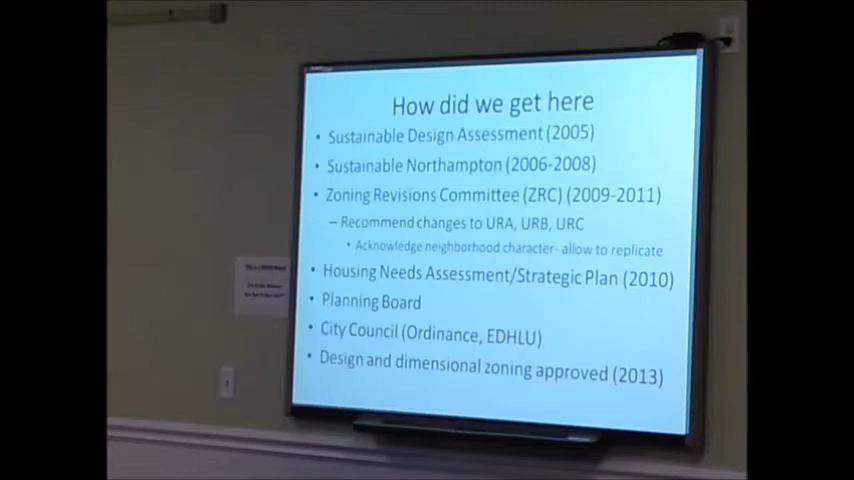 How did we get here
• Sustainable Design Assessment (2005)
• Sustainable Northampton (2006-2008)
• Zoning Revisions Committee (ZRC) (2009-2011)
– Recommend changes to URA, URB, URC
• Acknowledge neighborhood character- allow to replicate
• Housing Needs Assessment/Strategic Plan (2010)
• Planning Board
• City Council (Ordinance, EDHLU)
• Design and dimensional zoning approved (2013)